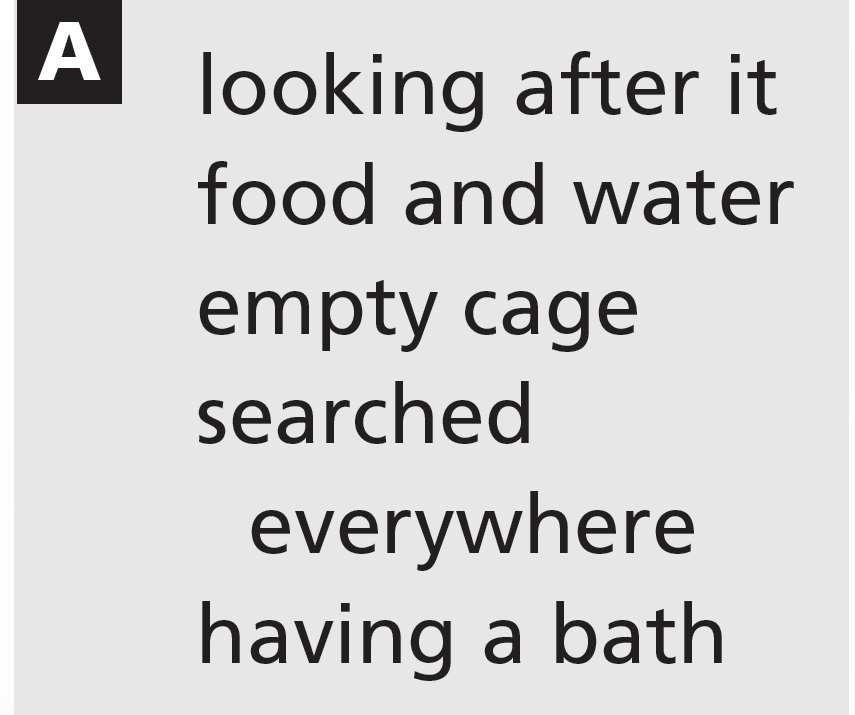 A
looking after it
food and water
empty cage
searched
everywhere
having a bath